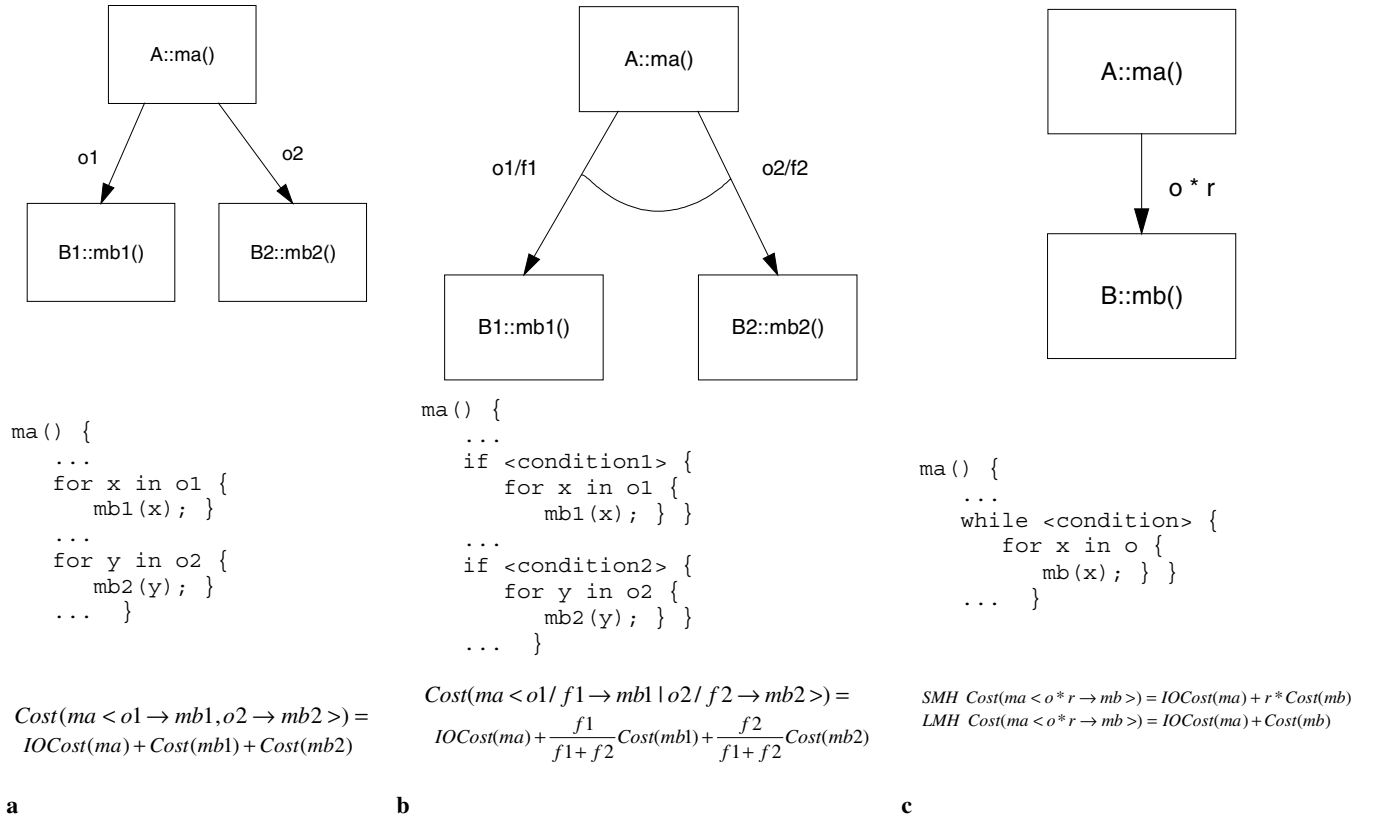 A::ma()
o1
o2
B1::mb1()
B2::mb2()
ma() {
...
for x in o1 {
mb1(x); }
...
for y in o2 {
mb2(y); }
... }
Cost(ma < o1 → mb1, o2 → mb2 >) =
IOCost(ma) + Cost(mb1) + Cost(mb2)
a
A::ma()
o1/f1
o2/f2
B1::mb1()
B2::mb2()
ma() {
...
if <condition1> {
for x in o1 {
mb1(x); } }
...
if <condition2> {
for y in o2 {
mb2(y); } }
... }
Cost(ma < o1 / f1 → mb1 | o2 / f2 → mb2 >) =
IOCost(ma) + f1/(f1 + f2) Cost(mb1) + f2/(f1 + f2) Cost(mb2)
b
A::ma()
o * r
B::mb()
ma() {
...
while <condition> {
for x in o {
mb(x); } }
... }
SMH Cost(ma < o * r → mb >) = IOCost(ma) + r * Cost(mb)
LMH Cost(ma < o * r → mb >) = IOCost(ma) + Cost(mb)
c